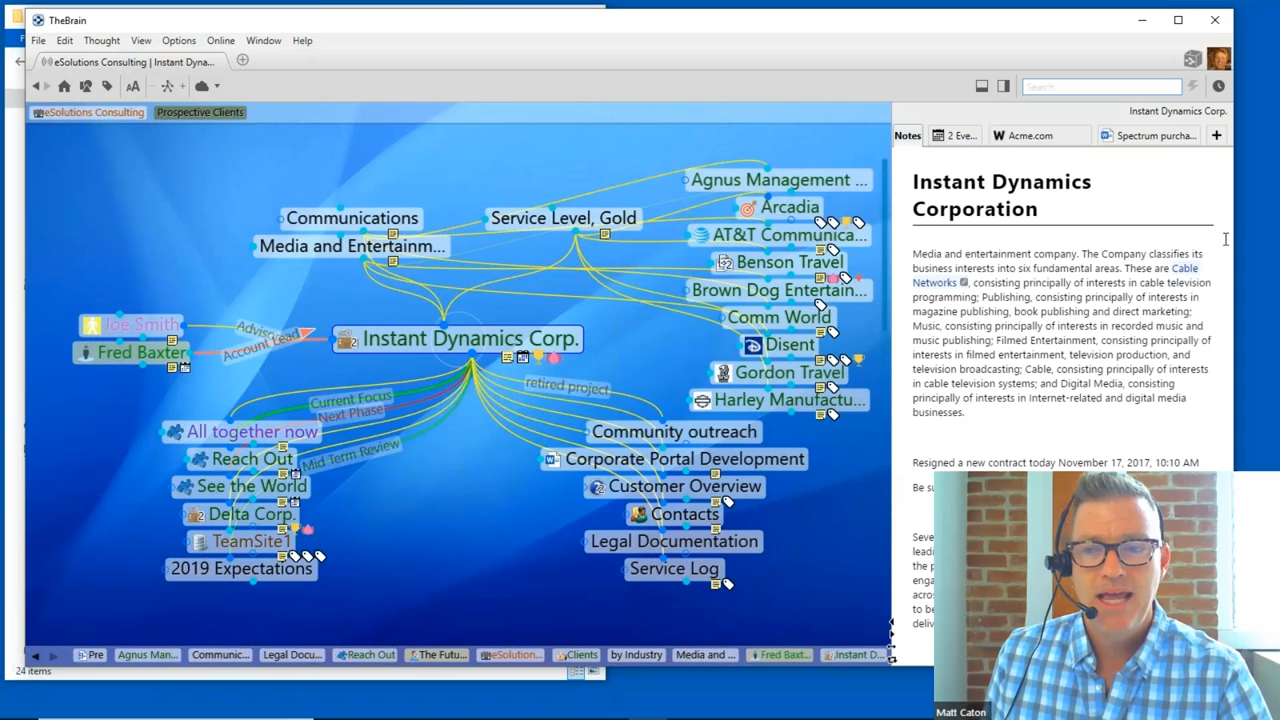 TheBrain
File Edit Thought View Options Online Window Help
eSolutions Consulting | Instant Dyna...
AA
Search
eSolutions Consulting
Prospective Clients
Instant Dynamics Corp.
Notes
2 Eve...
W Acme.com
Spectrum purcha...
Communications
Media and Entertainm...
Service Level, Gold
Agnus Management ...
Arcadia
AT&T Communica...
Benson Travel
Brown Dog Entertain...
Comm World
Disent
Gordon Travel
Harley Manufactu...
Joe Smith
Fred Baxter
Account Lead
Instant Dynamics Corp.
Current Focus
Next Phase
Mid Term Review
retired project
All together now
Reach Out
See the World
Delta Corp.
TeamSite1
2019 Expectations
Community outreach
Corporate Portal Development
Customer Overview
Contacts
Legal Documentation
Service Log
Instant Dynamics
Corporation
Media and entertainment company. The Company classifies its
business interests into six fundamental areas. These are Cable
Networks , consisting principally of interests in cable television
programming; Publishing, consisting principally of interests in
magazine publishing, book publishing and direct marketing;
Music, consisting principally of interests in recorded music and
music publishing; Filmed Entertainment, consisting principally of
interests in filmed entertainment, television production, and
television broadcasting; Cable, consisting principally of interests
in cable television systems; and Digital Media, consisting
principally of interests in Internet-related and digital media
businesses.
Resigned a new contract today November 17, 2017, 10:10 AM
Pre
Agnus Man...
Communic...
Legal Docu...
Reach Out
The Futu...
eSolution...
Clients
by Industry
Media and ...
Fred Baxt...
Instant D...
24 items
Matt Caton